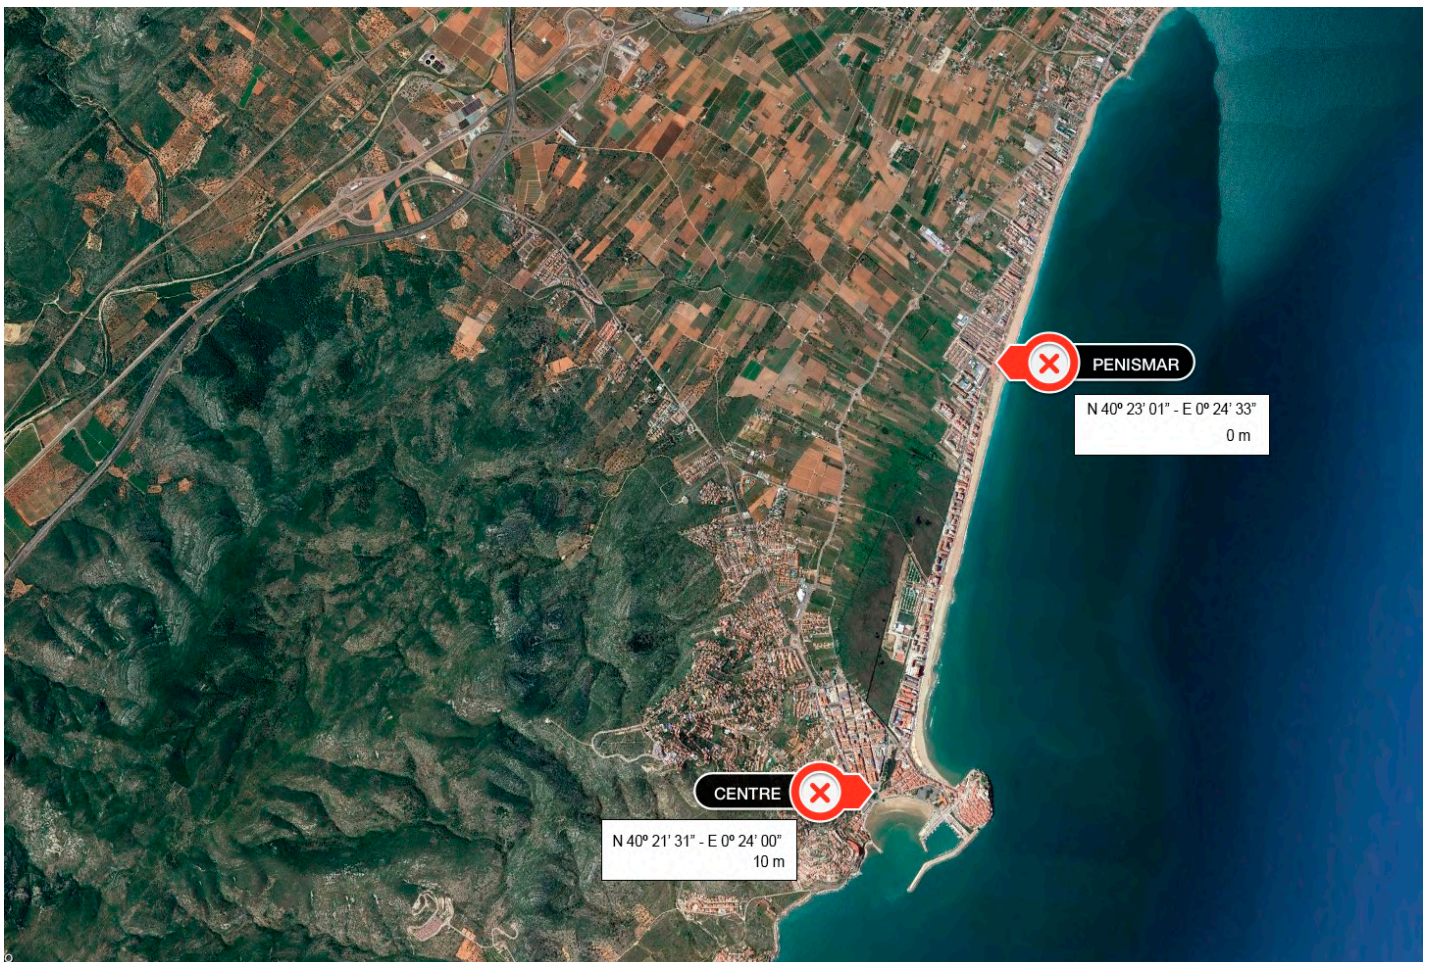 PENISMAR
N 40º 23' 01" - E 0º 24' 33"
0 m
CENTRE
N 40º 21' 31" - E 0º 24' 00"
10 m